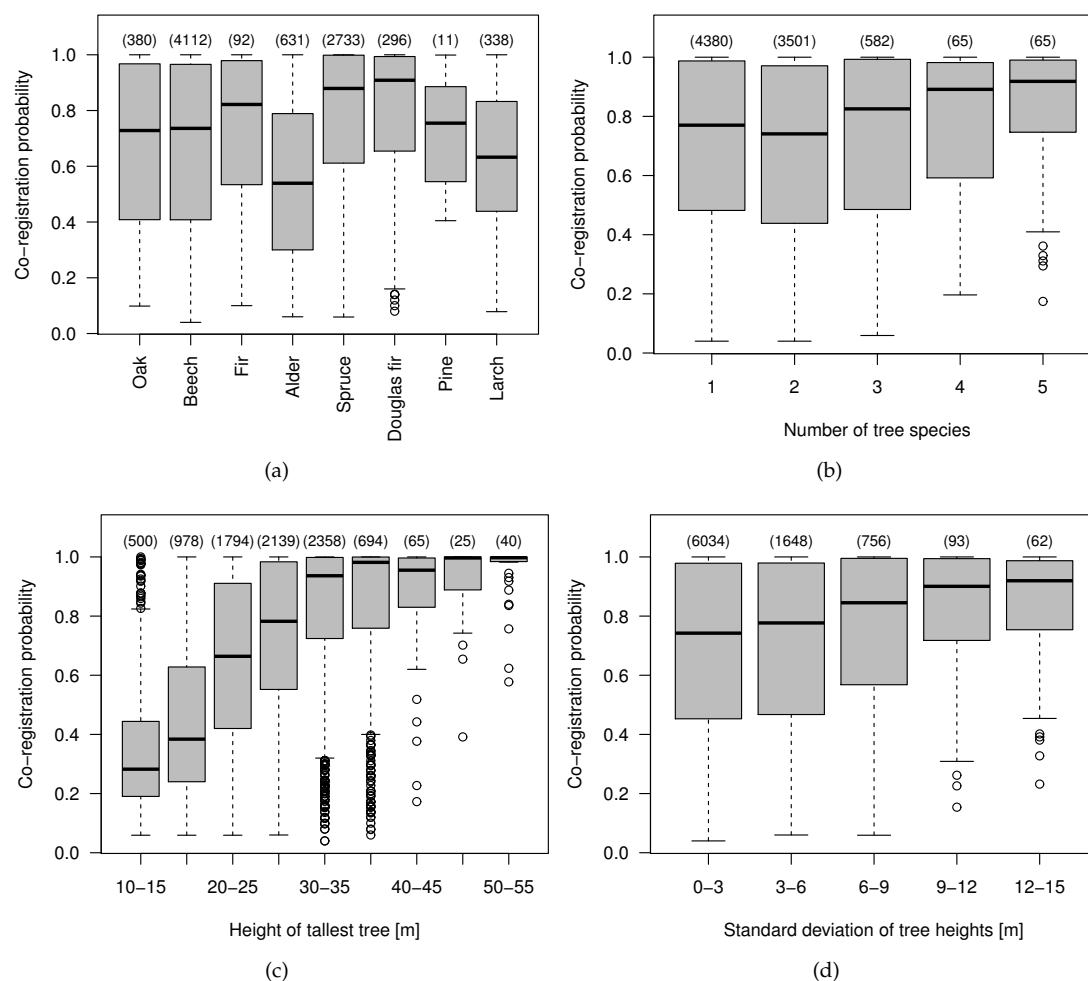 (380) (4112) (92) (631) (2733) (296) (11) (338)
Co−registration probability
1.0
0.8
0.6
0.4
0.2
0.0
Oak Beech Fir Alder Spruce Douglas fir Pine Larch
(a)
(4380) (3501) (582) (65) (65)
Co−registration probability
1.0
0.8
0.6
0.4
0.2
0.0
1 2 3 4 5
Number of tree species
(b)
(500) (978) (1794) (2139) (2358) (694) (65) (25) (40)
Co−registration probability
1.0
0.8
0.6
0.4
0.2
0.0
10−15 20−25 30−35 40−45 50−55
Height of tallest tree [m]
(c)
(6034) (1648) (756) (93) (62)
Co−registration probability
1.0
0.8
0.6
0.4
0.2
0.0
0−3 3−6 6−9 9−12 12−15
Standard deviation of tree heights [m]
(d)